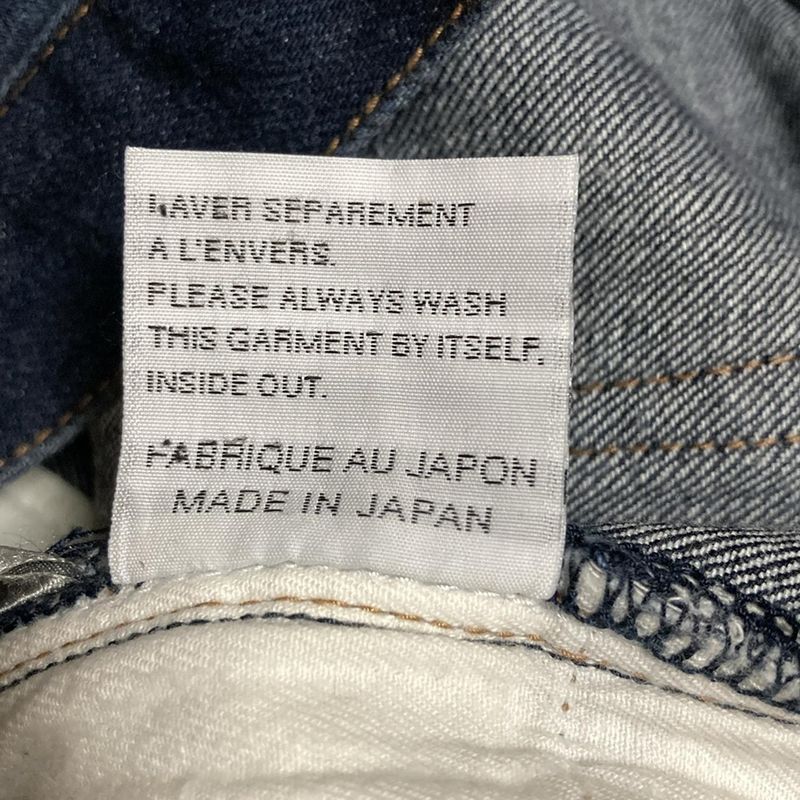 LAVER SEPAREMENT
A L'ENVERS.
PLEASE ALWAYS WASH
THIS GARMENT BY ITSELF,
INSIDE OUT.
FABRIQUE AU JAPON
MADE IN JAPAN